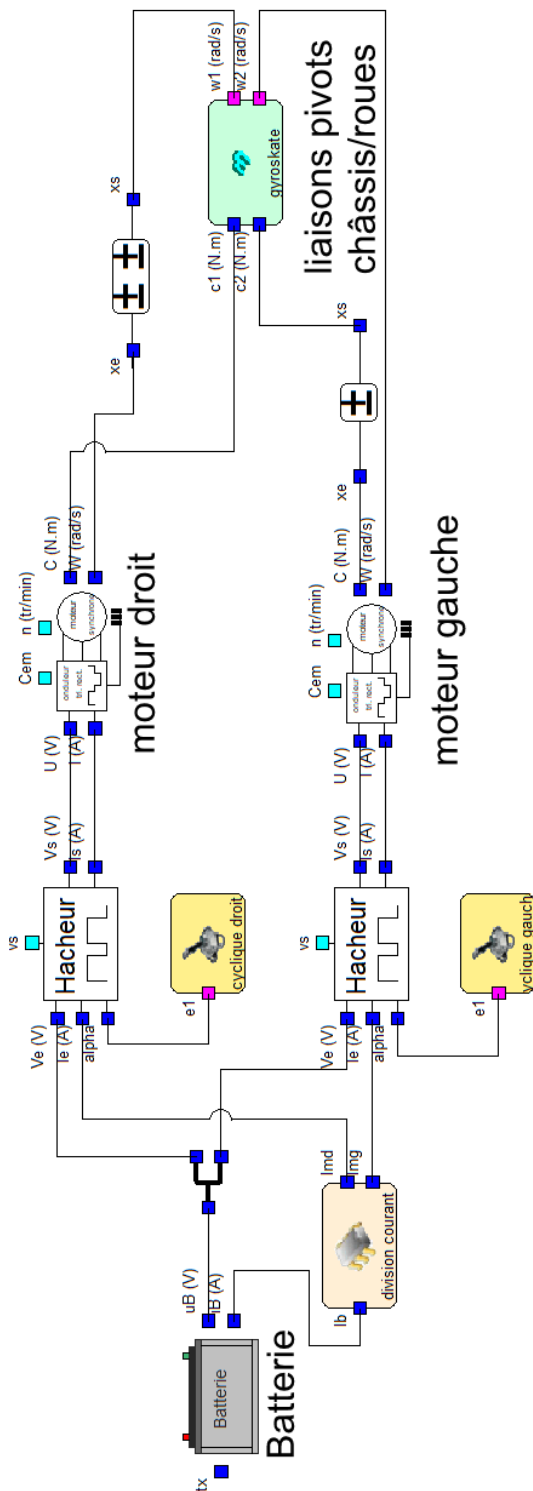 tx
Batterie
Batterie
uB (V)
iB (A)
Ib
division courant
Imd
Img
Ve (V)
Ie (A)
alpha
vs
Hacheur
Vs (V)
Is (A)
e1
cyclique droit
U (V)
I (A)
Cem
n (tr/min)
onduleur
tri. rect.
moteur
synchrone
C (N.m)
W (rad/s)
moteur droit
xe
±±
±±
xs
Ve (V)
Ie (A)
alpha
vs
Hacheur
Vs (V)
Is (A)
e1
yclique gauch
U (V)
I (A)
Cem
n (tr/min)
onduleur
tri. rect.
moteur
synchrone
C (N.m)
W (rad/s)
moteur gauche
xe
±
xs
c1 (N.m)
c2 (N.m)
w1 (rad/s)
w2 (rad/s)
gyroskate
liaisons pivots
châssis/roues